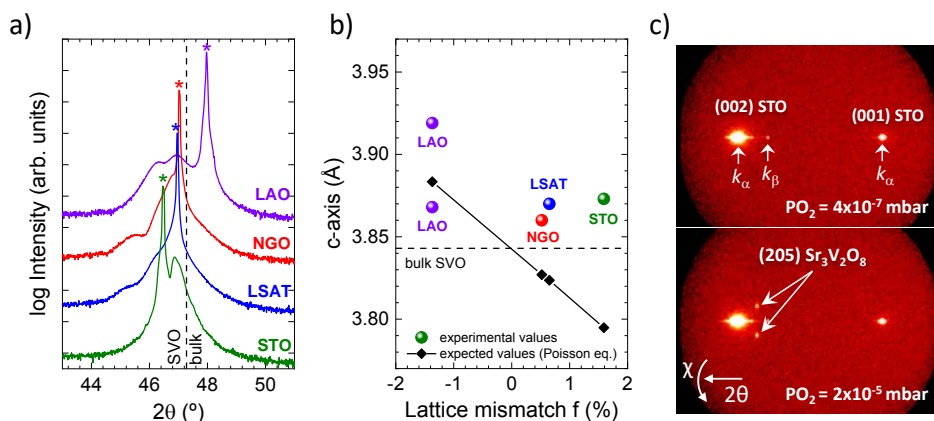 a)
log Intensity (arb. units)
LAO
NGO
LSAT
STO
SVO
bulk
44 46 48 50
2θ (º)
* * * *
b)
c-axis (Å)
3.95
3.90
3.85
3.80
LAO
LAO
LSAT
NGO
STO
bulk SVO
experimental values
expected values (Poisson eq.)
-2 -1 0 1 2
Lattice mismatch f (%)
c)
(002) STO
(001) STO
kα kβ kα
PO2 = 4x10-7 mbar
(205) Sr3V2O8
χ
2θ
PO2 = 2x10-5 mbar